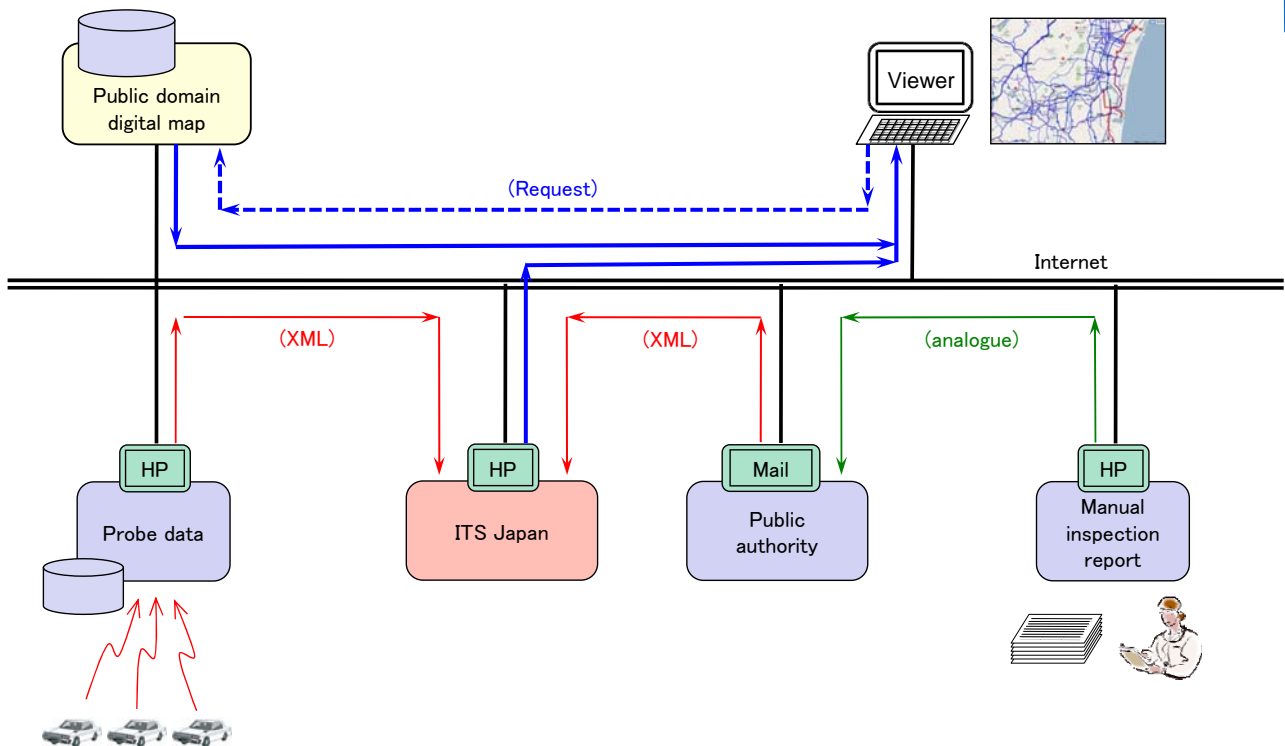 Public domain
digital map
Viewer
(Request)
Internet
(XML)
(XML)
(analogue)
HP
HP
Mail
HP
Probe data
ITS Japan
Public
authority
Manual
inspection
report